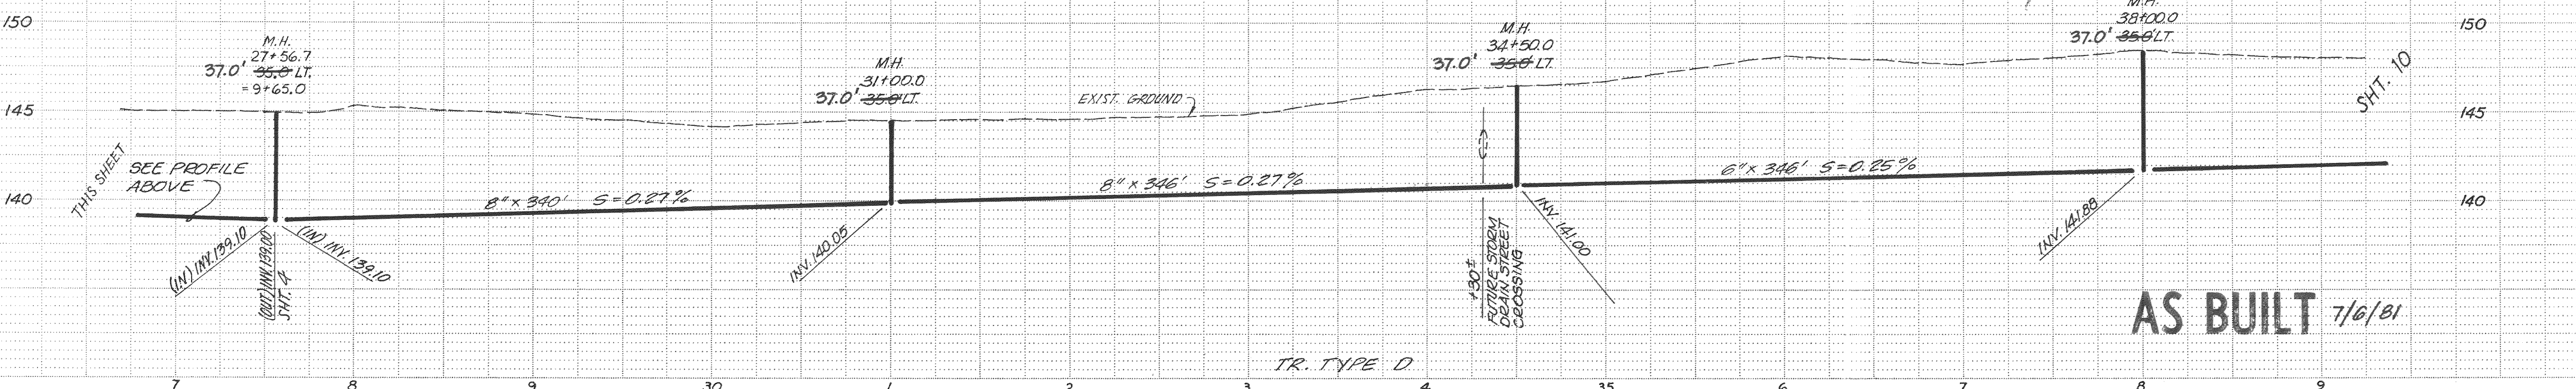 150
150
M.H.
27+56.7
37.0' 35.0' LT.
= 9+65.0
M.H.
31+00.0
37.0' 35.0' LT.
M.H.
34+50.0
37.0' 35.0' LT.
M.H.
38+00.0
37.0' 35.0' LT.
145
145
EXIST. GROUND
SHT. 10
THIS SHEET
SEE PROFILE
ABOVE
140
140
8" x 340' S=0.27%
8" x 346' S=0.27%
6" x 346' S=0.25%
(IN) INV. 139.10
(OUT) INV. 139.00
SHT. 4
(IN) INV. 139.10
INV. 140.05
+30±
FUTURE STORM
DRAIN STREET
CROSSING
INV. 141.00
INV. 141.88
AS BUILT 7/6/81
TR. TYPE D
7 8 9 30 1 2 3 4 35 6 7 8 9